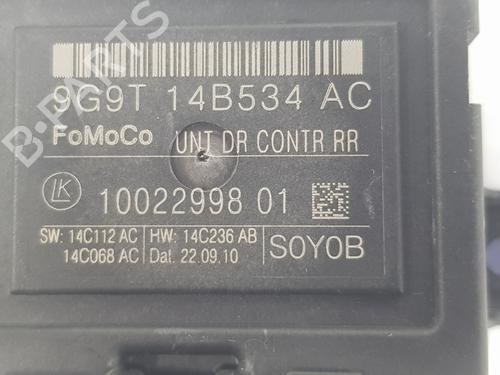 9G9T 14B534 AC
FoMoCo UNT DR CONTR RR
LK 10022998 01
SW: 14C112 AC HW: 14C236 AB
14C068 AC Dat. 22.09.10
S0Y0B
B-PARTS